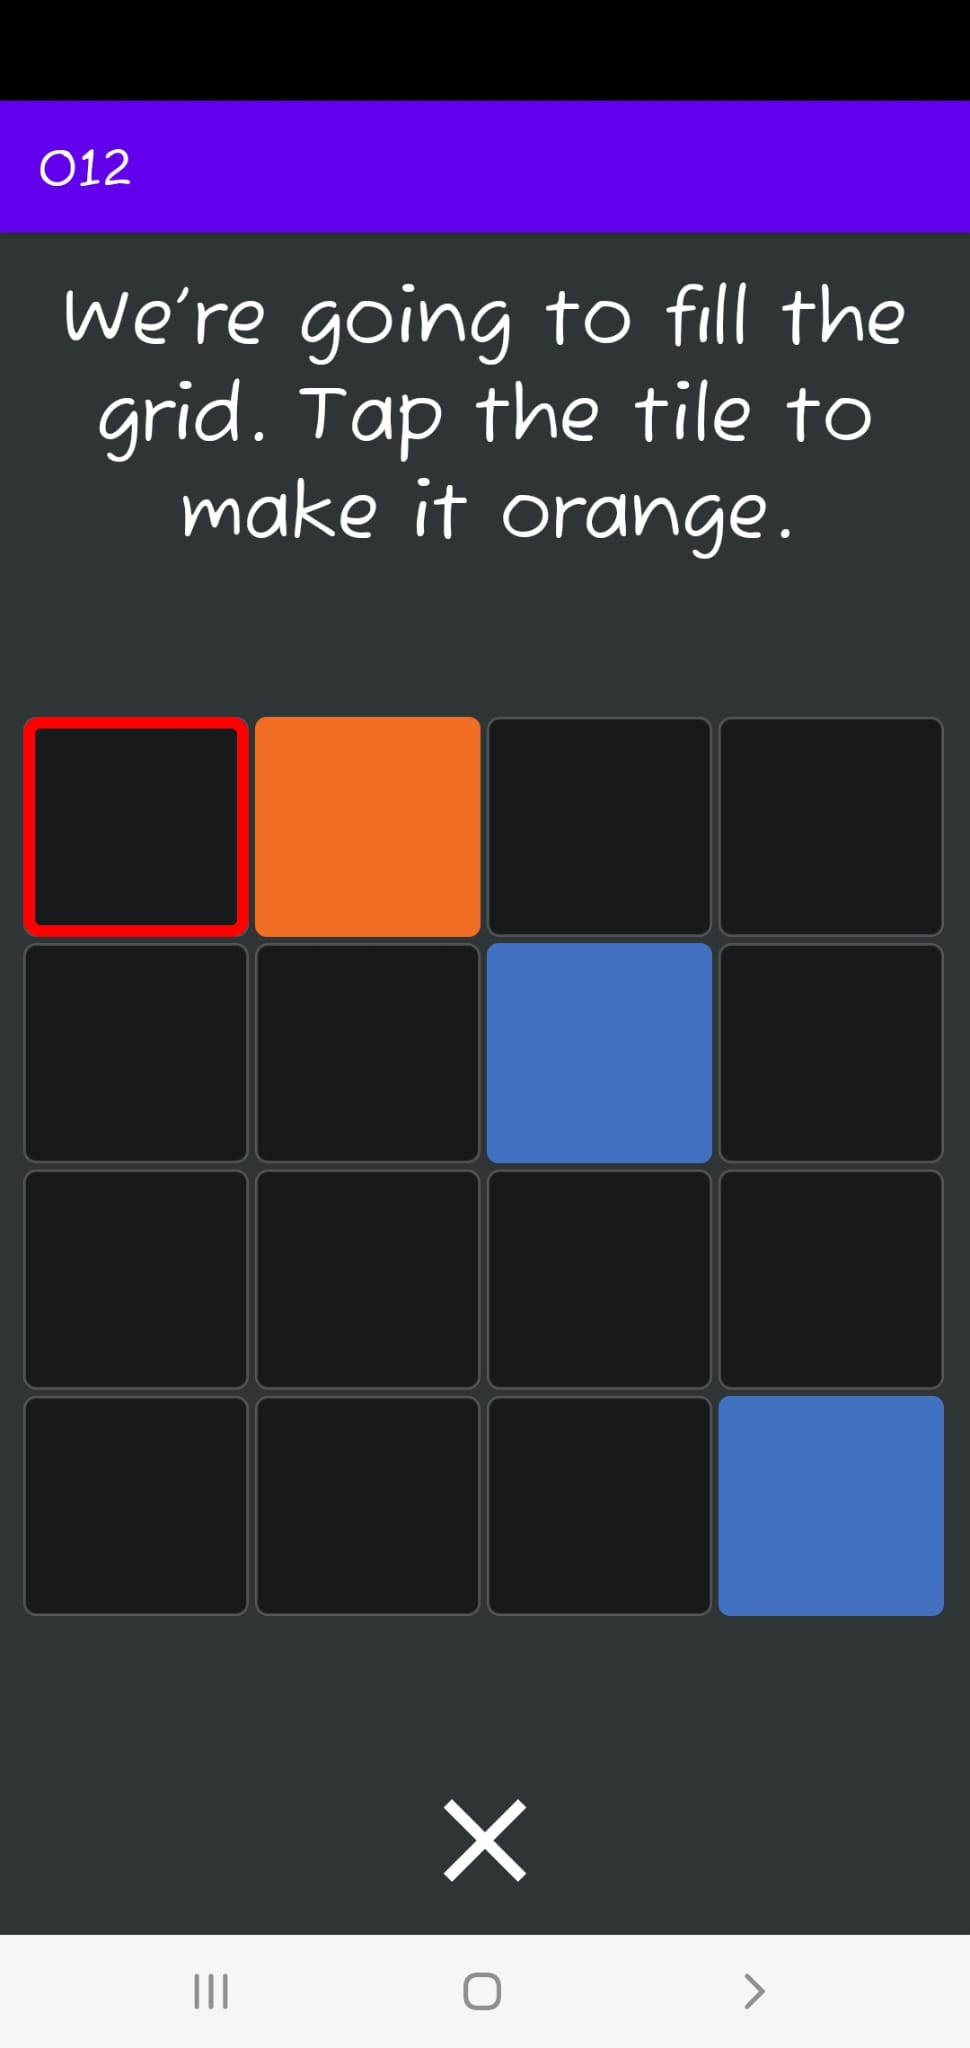 012
We're going to fill the
grid. Tap the tile to
make it orange.